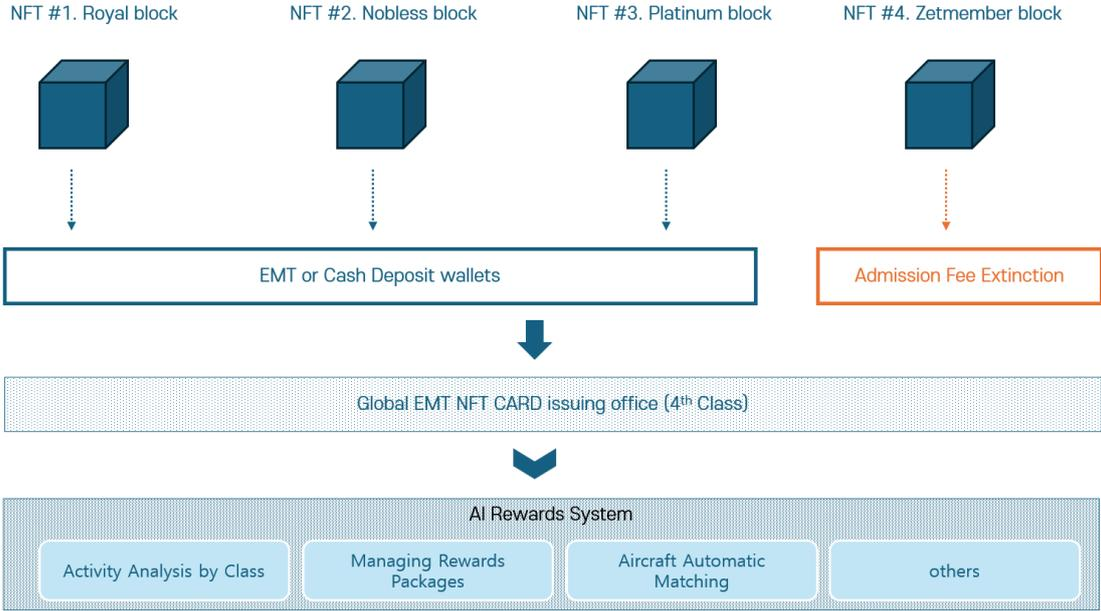 NFT #1. Royal block
NFT #2. Nobless block
NFT #3. Platinum block
NFT #4. Zetmember block
EMT or Cash Deposit wallets
Admission Fee Extinction
Global EMT NFT CARD issuing office (4th Class)
AI Rewards System
Activity Analysis by Class
Managing Rewards
Packages
Aircraft Automatic
Matching
others